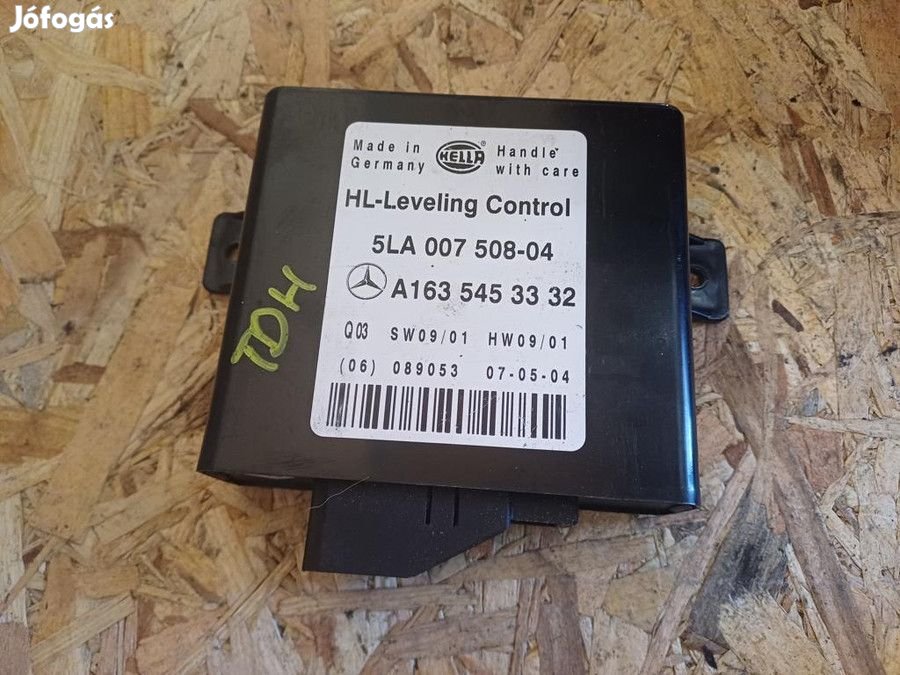 Jófogás
Made in Germany
HELLA
Handle with care
HL-Leveling Control
5LA 007 508-04
A163 545 33 32
Q03 SW09/01 HW09/01
(06) 089053 07-05-04
TDH